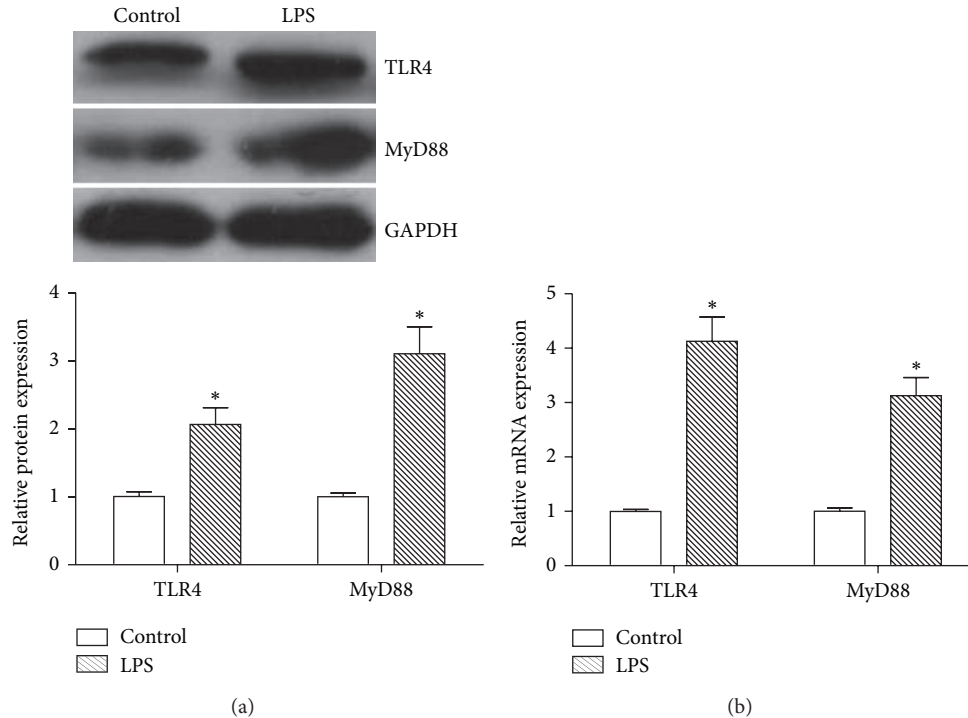 Control LPS
TLR4
MyD88
GAPDH
Relative protein expression
4
3
2
1
0
*
*
TLR4 MyD88
Control
LPS
(a)
Relative mRNA expression
5
4
3
2
1
0
*
*
TLR4 MyD88
Control
LPS
(b)